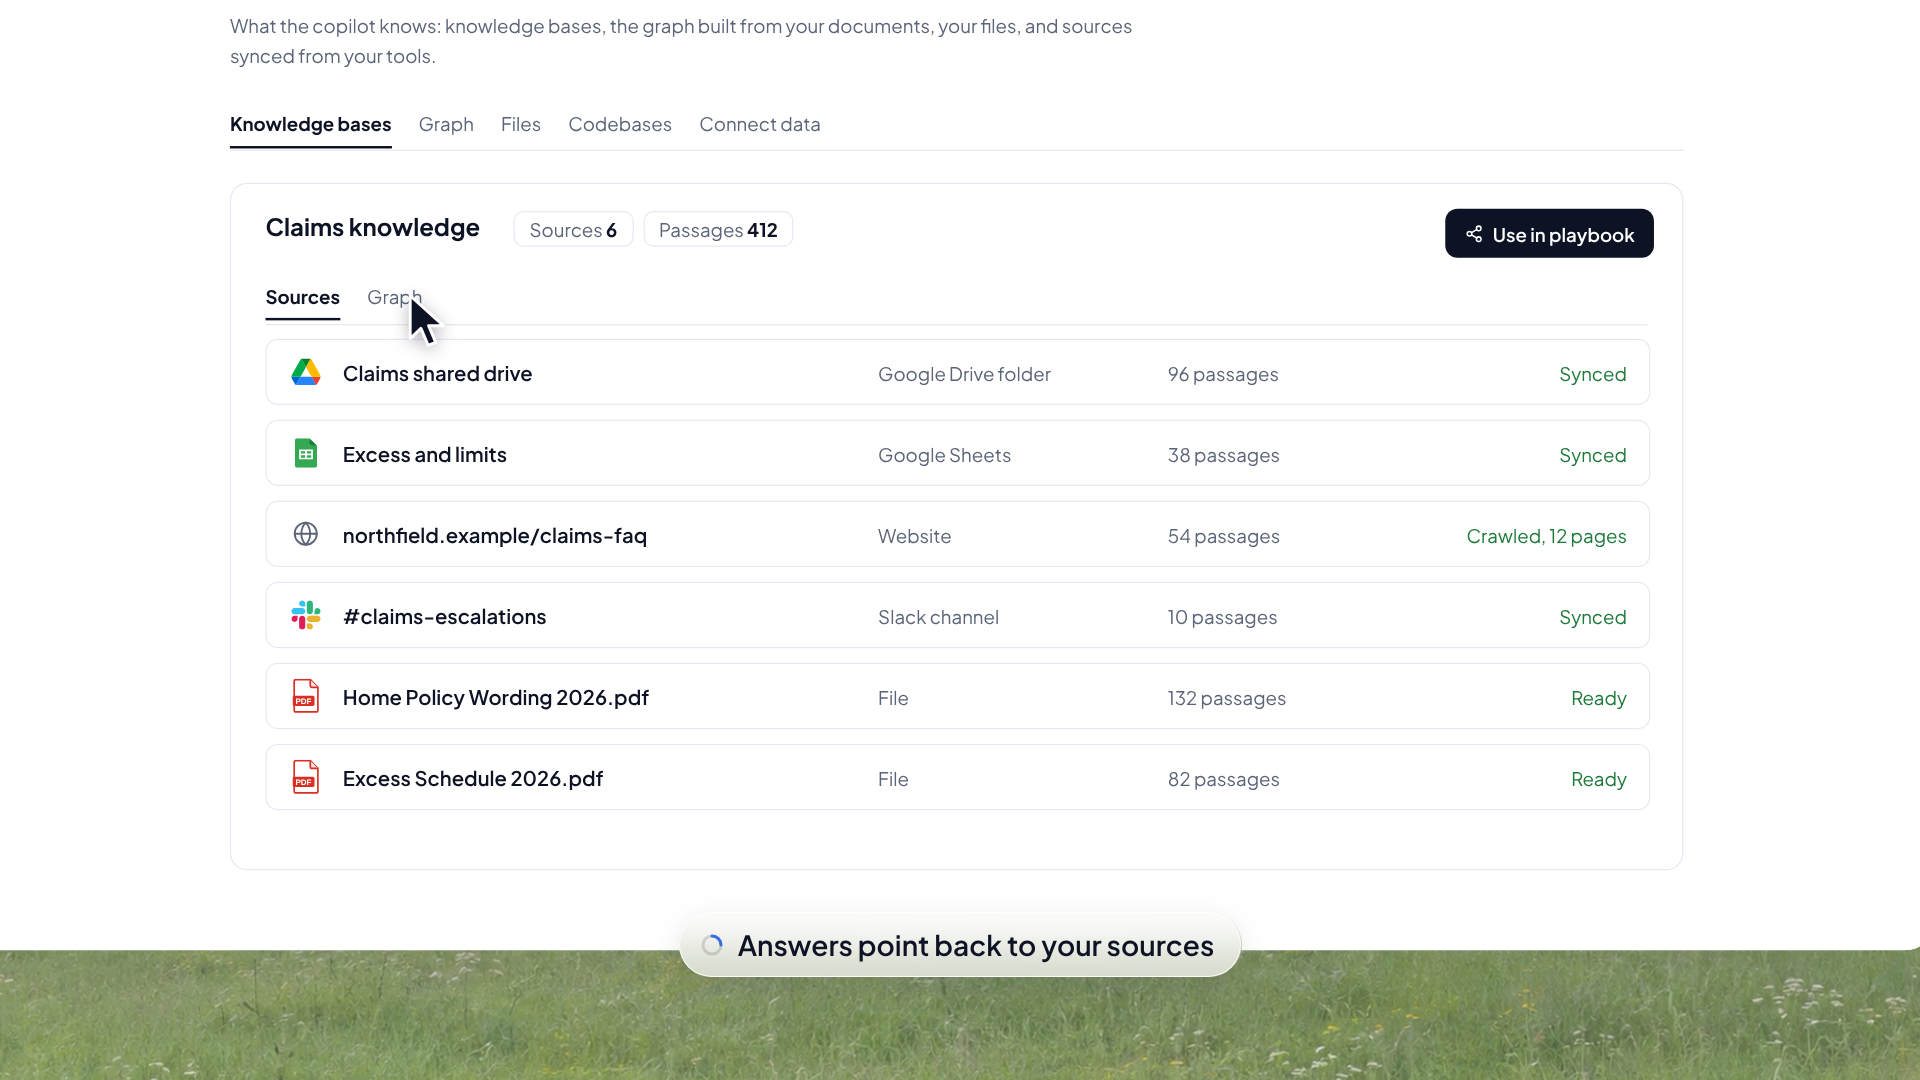 What the copilot knows: knowledge bases, the graph built from your documents, your files, and sources
synced from your tools.
Knowledge bases Graph Files Codebases Connect data
Claims knowledge Sources 6 Passages 412 Use in playbook
Sources Graph
Claims shared drive Google Drive folder 96 passages Synced
Excess and limits Google Sheets 38 passages Synced
northfield.example/claims-faq Website 54 passages Crawled, 12 pages
#claims-escalations Slack channel 10 passages Synced
PDF Home Policy Wording 2026.pdf File 132 passages Ready
PDF Excess Schedule 2026.pdf File 82 passages Ready
Answers point back to your sources